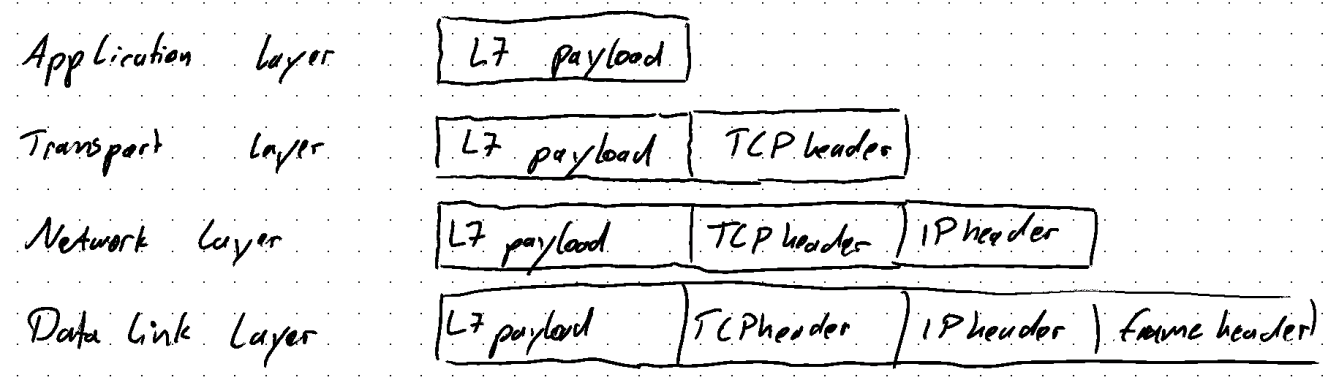 Application Layer L7 payload
Transport Layer L7 payload TCP header
Network Layer L7 payload TCP header IP header
Data Link Layer L7 payload TCP header IP header frame header